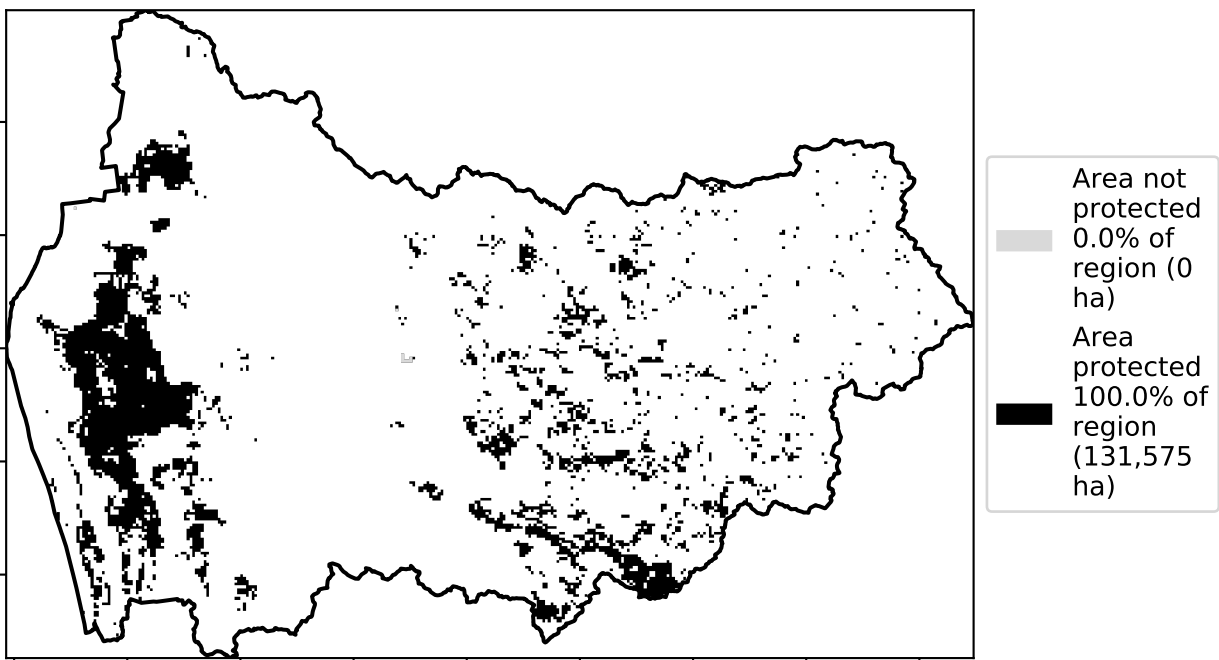 Area not
protected
0.0% of
region (0
ha)
Area
protected
100.0% of
region
(131,575
ha)